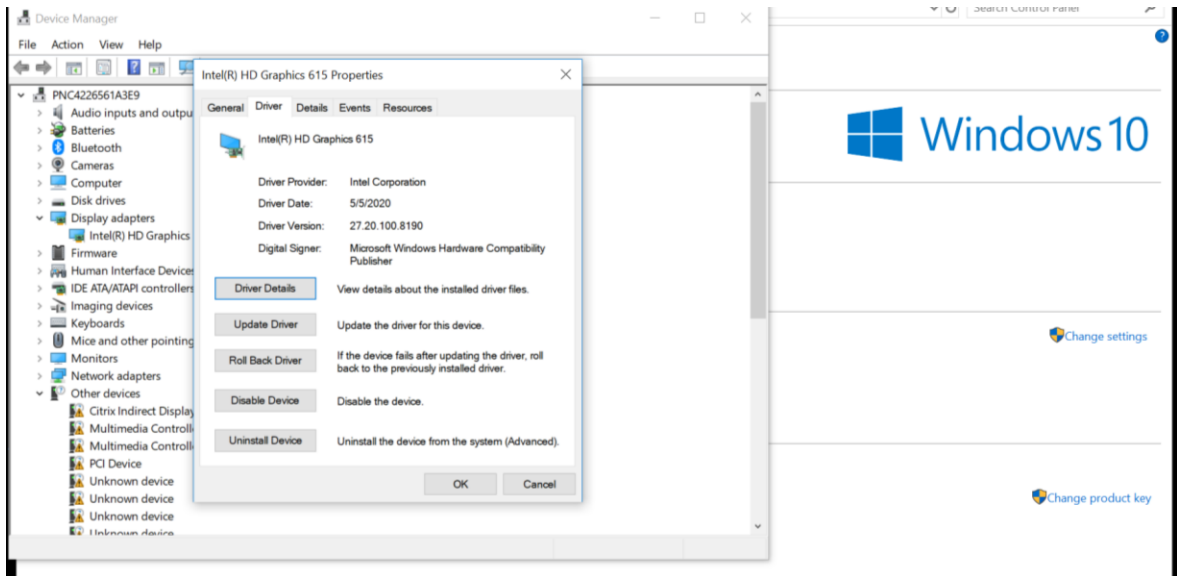 Device Manager
Search Control Panel
File Action View Help
Intel(R) HD Graphics 615 Properties
PNC4226561A3E9
Audio inputs and outpu
Batteries
Bluetooth
Cameras
Computer
Disk drives
Display adapters
Intel(R) HD Graphics
Firmware
Human Interface Devices
IDE ATA/ATAPI controllers
Imaging devices
Keyboards
Mice and other pointing
Monitors
Network adapters
Other devices
Citrix Indirect Display
Multimedia Controll
Multimedia Controll
PCI Device
Unknown device
Unknown device
Unknown device
Unknown device
General Driver Details Events Resources
Intel(R) HD Graphics 615
Driver Provider: Intel Corporation
Driver Date: 5/5/2020
Driver Version: 27.20.100.8190
Digital Signer: Microsoft Windows Hardware Compatibility
Publisher
Driver Details View details about the installed driver files.
Update Driver Update the driver for this device.
Roll Back Driver If the device fails after updating the driver, roll
back to the previously installed driver.
Disable Device Disable the device.
Uninstall Device Uninstall the device from the system (Advanced).
OK Cancel
Windows 10
Change settings
Change product key